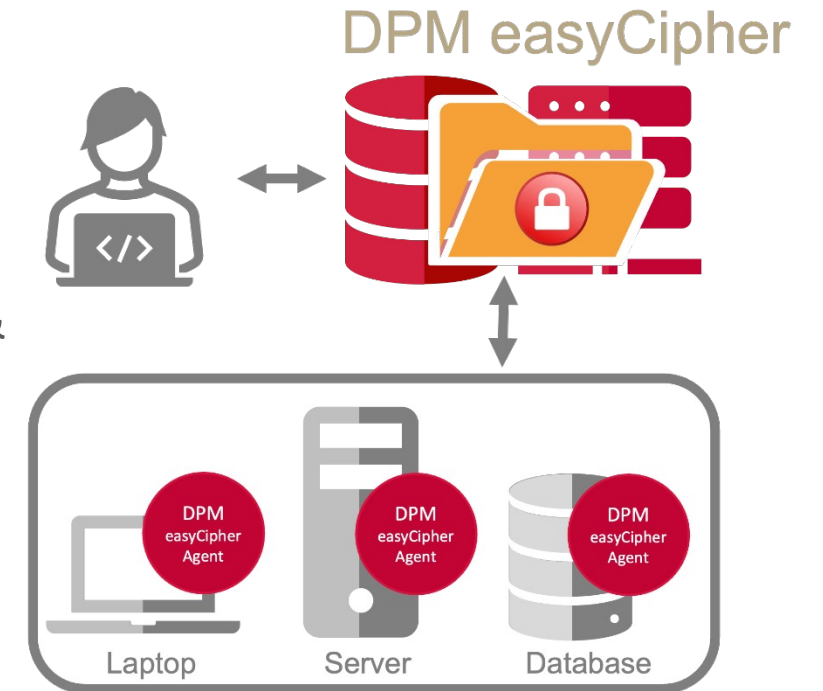 DPM easyCipher
</>
DPM
easyCipher
Agent
DPM
easyCipher
Agent
DPM
easyCipher
Agent
Laptop
Server
Database